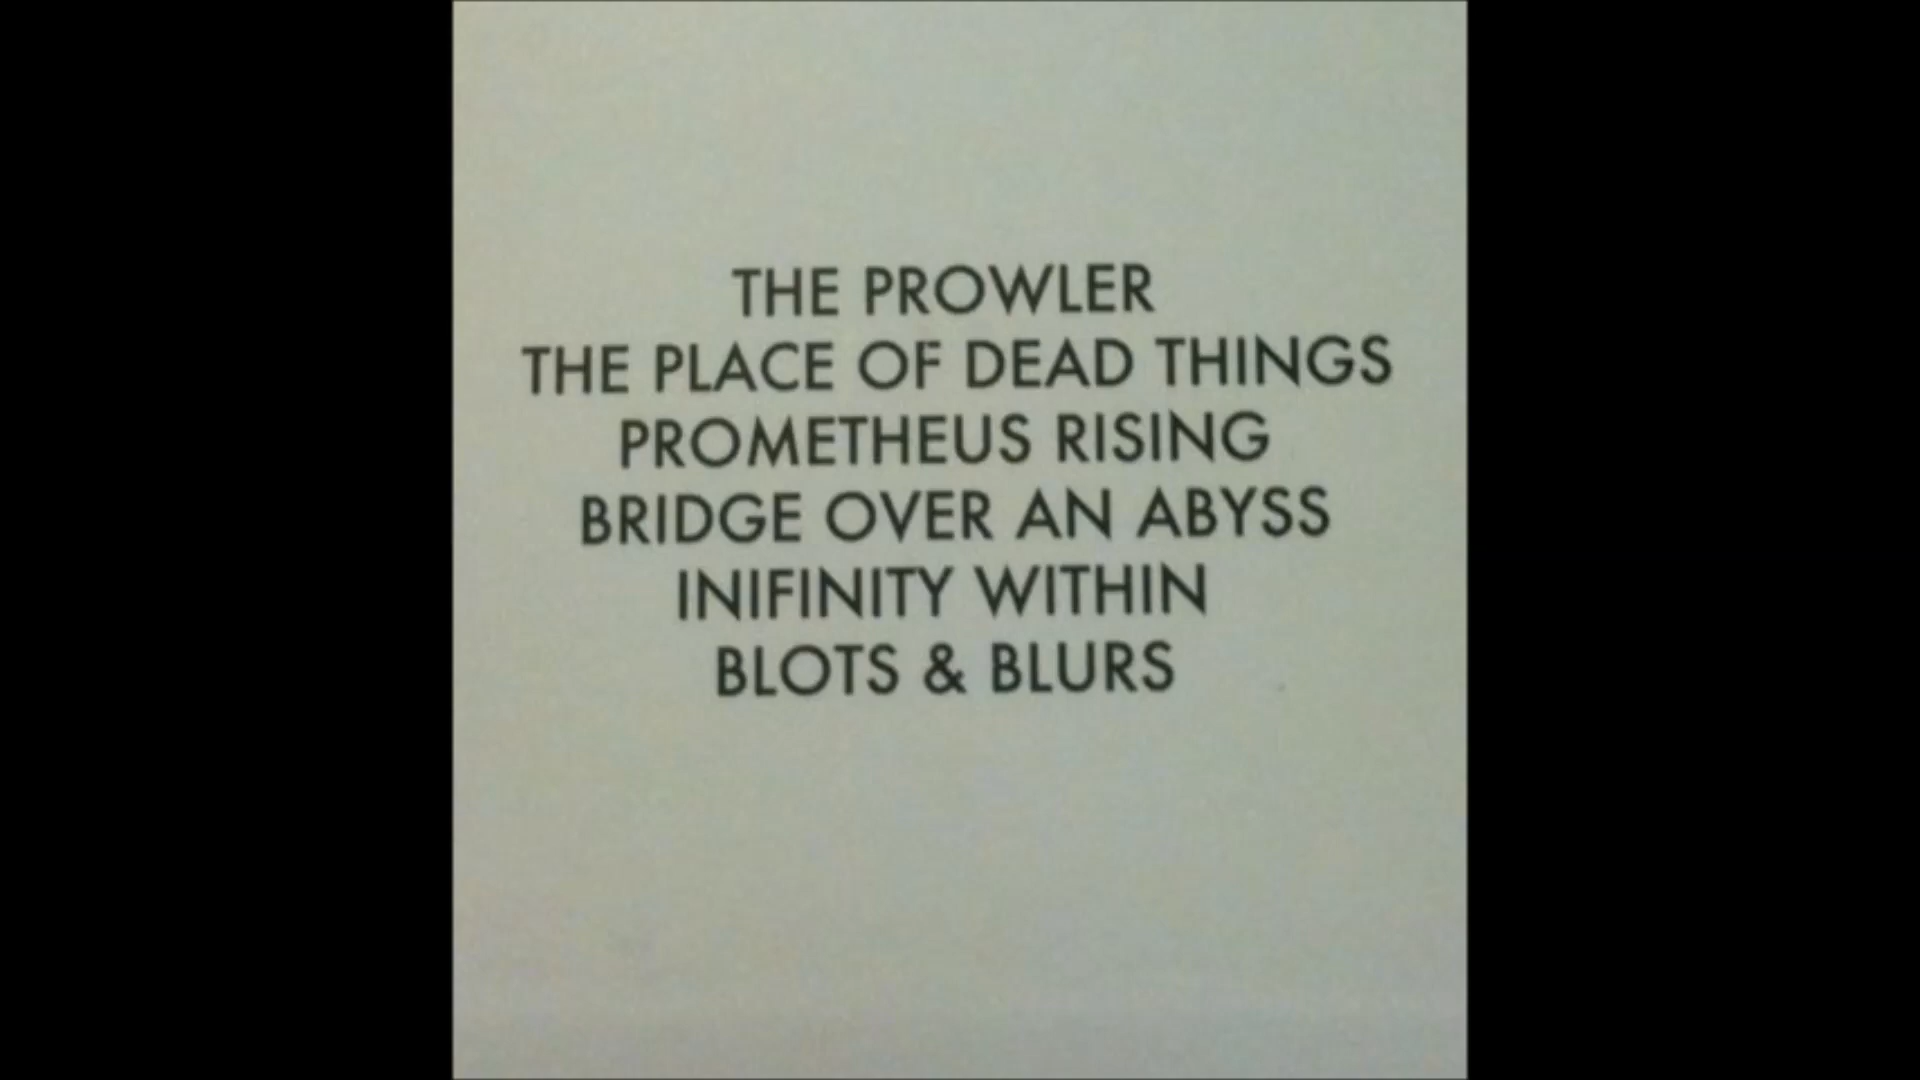 THE PROWLER
THE PLACE OF DEAD THINGS
PROMETHEUS RISING
BRIDGE OVER AN ABYSS
INIFINITY WITHIN
BLOTS & BLURS